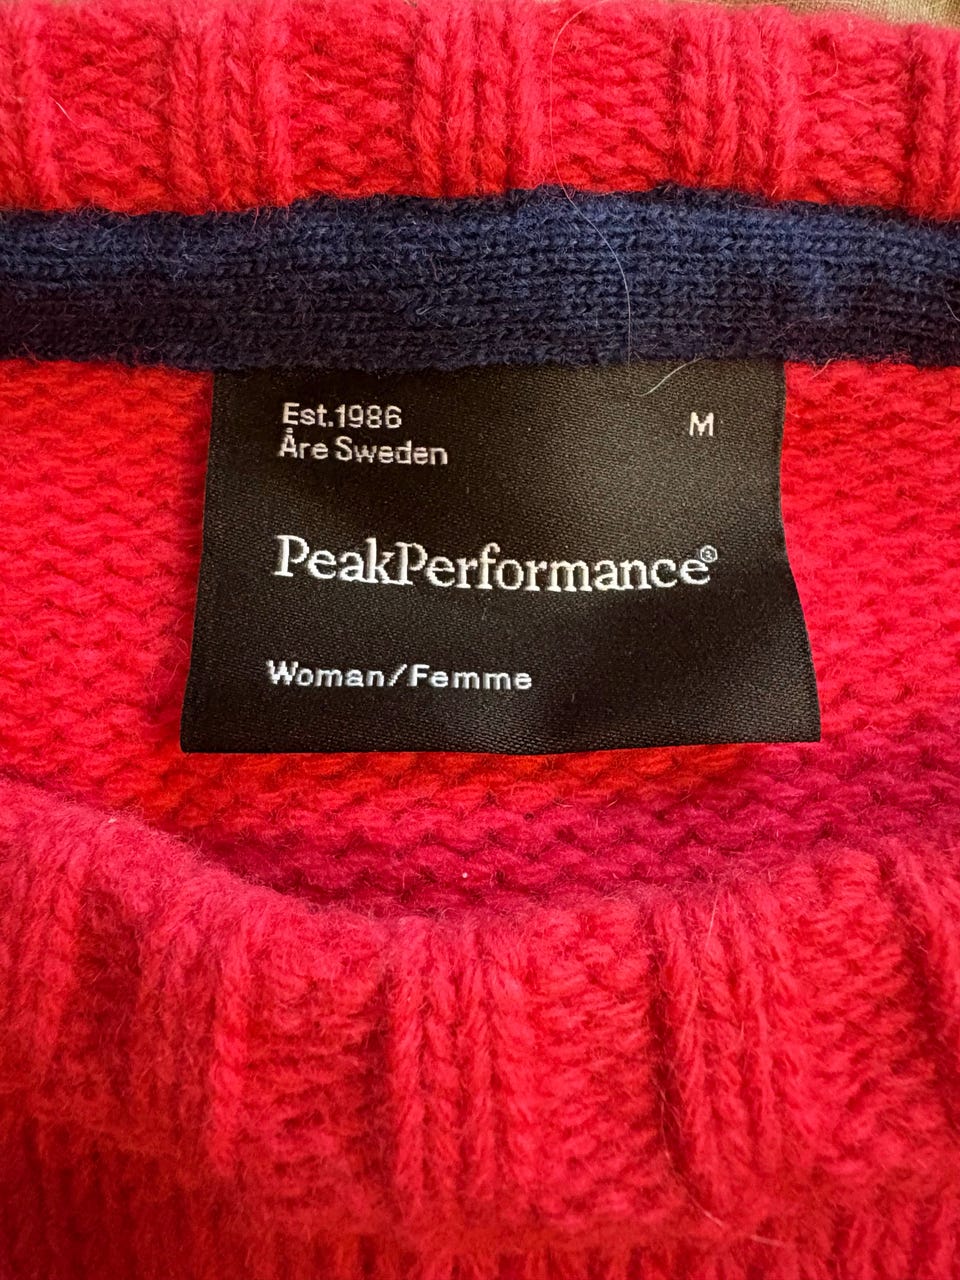 Est.1986
M
Åre Sweden
PeakPerformance®
Woman/Femme